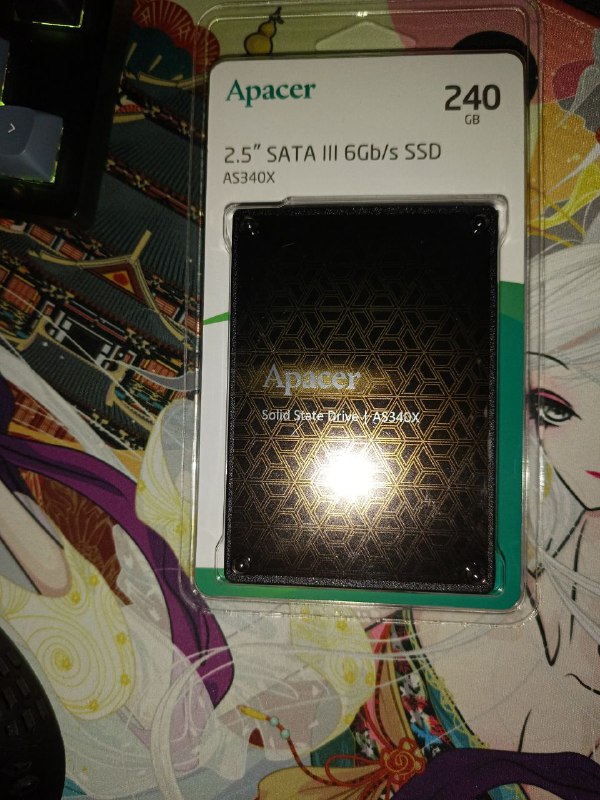 Apacer
240
GB
2.5" SATA III 6Gb/s SSD
AS340X
Apacer
Solid State Drive | AS340X